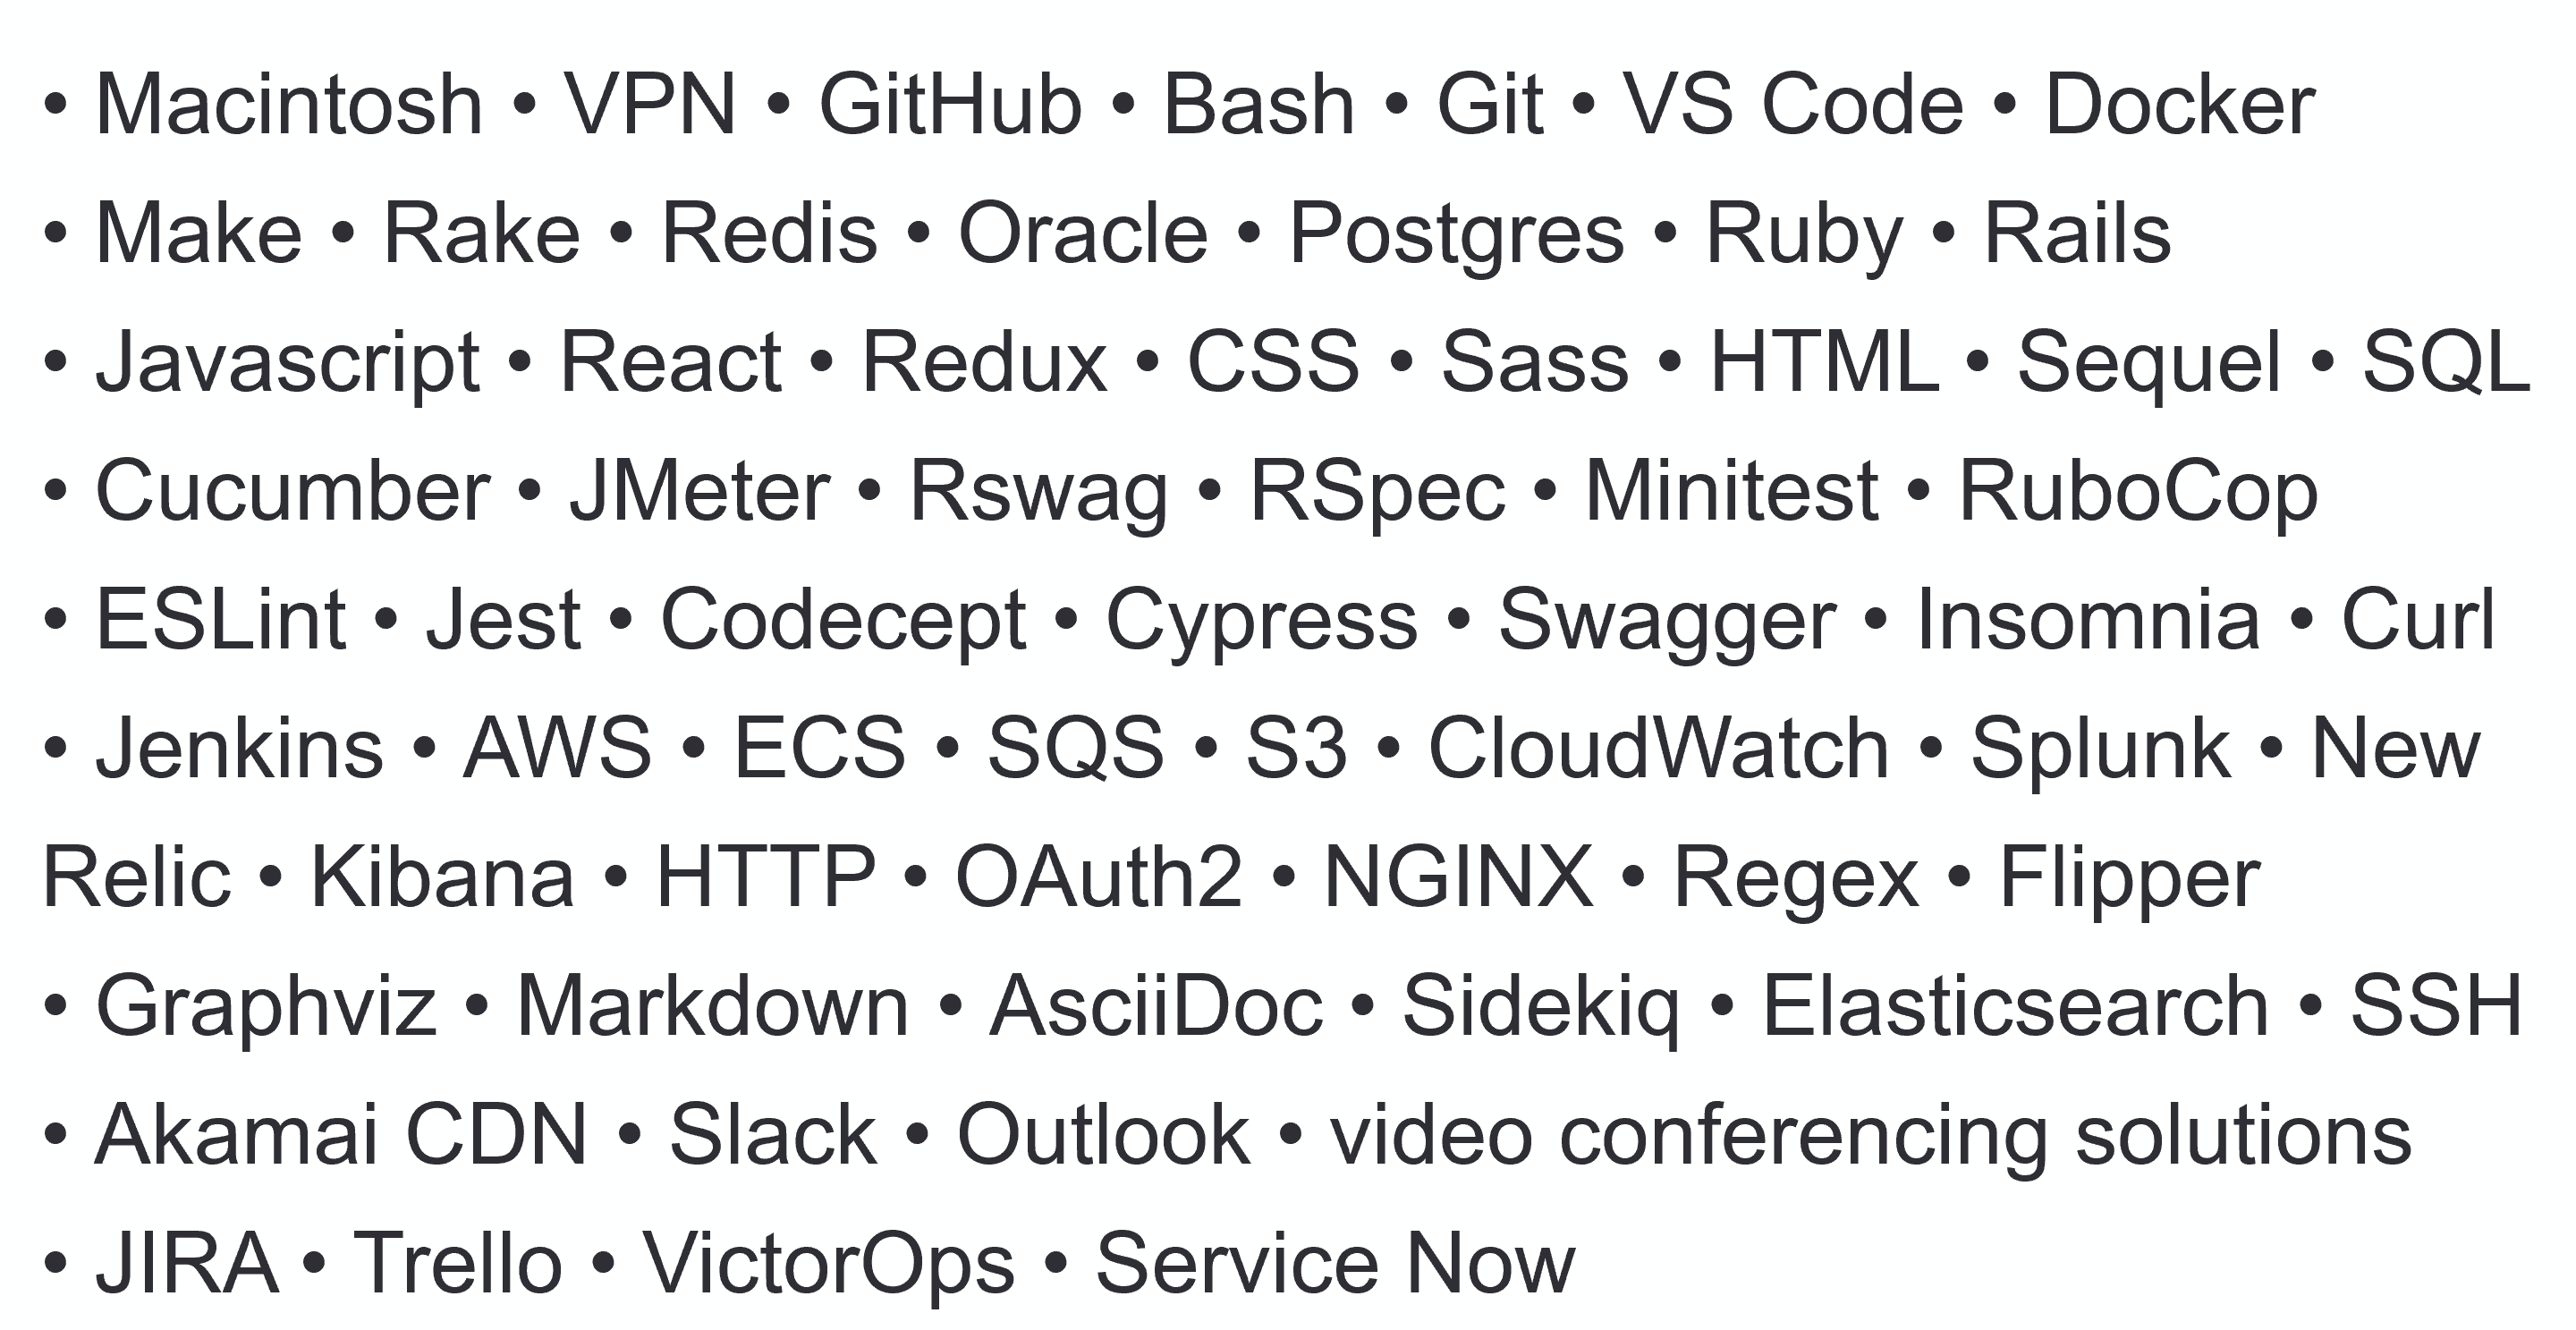 • Macintosh • VPN • GitHub • Bash • Git • VS Code • Docker
• Make • Rake • Redis • Oracle • Postgres • Ruby • Rails
• Javascript • React • Redux • CSS • Sass • HTML • Sequel • SQL
• Cucumber • JMeter • Rswag • RSpec • Minitest • RuboCop
• ESLint • Jest • Codecept • Cypress • Swagger • Insomnia • Curl
• Jenkins • AWS • ECS • SQS • S3 • CloudWatch • Splunk • New
Relic • Kibana • HTTP • OAuth2 • NGINX • Regex • Flipper
• Graphviz • Markdown • AsciiDoc • Sidekiq • Elasticsearch • SSH
• Akamai CDN • Slack • Outlook • video conferencing solutions
• JIRA • Trello • VictorOps • Service Now